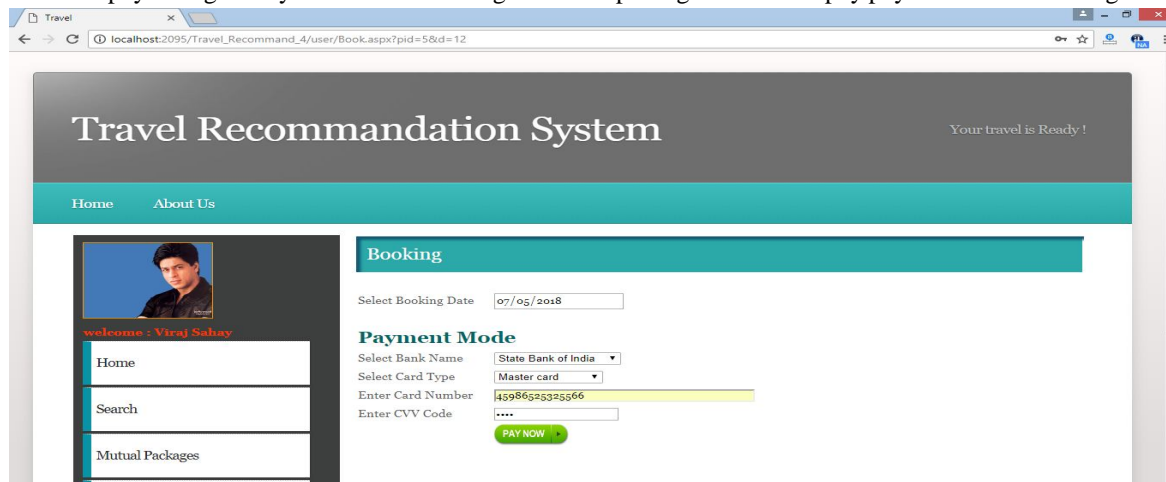 Travel
localhost:2095/Travel_Recommand_4/user/Book.aspx?pid=5&d=12
Travel Recommandation System
Your travel is Ready !
Home About Us
Booking
Select Booking Date 07/05/2018
welcome : Viraj Sahay
Payment Mode
Select Bank Name State Bank of India
Select Card Type Master card
Enter Card Number 45986525325566
Enter CVV Code ••••
PAY NOW
Home
Search
Mutual Packages